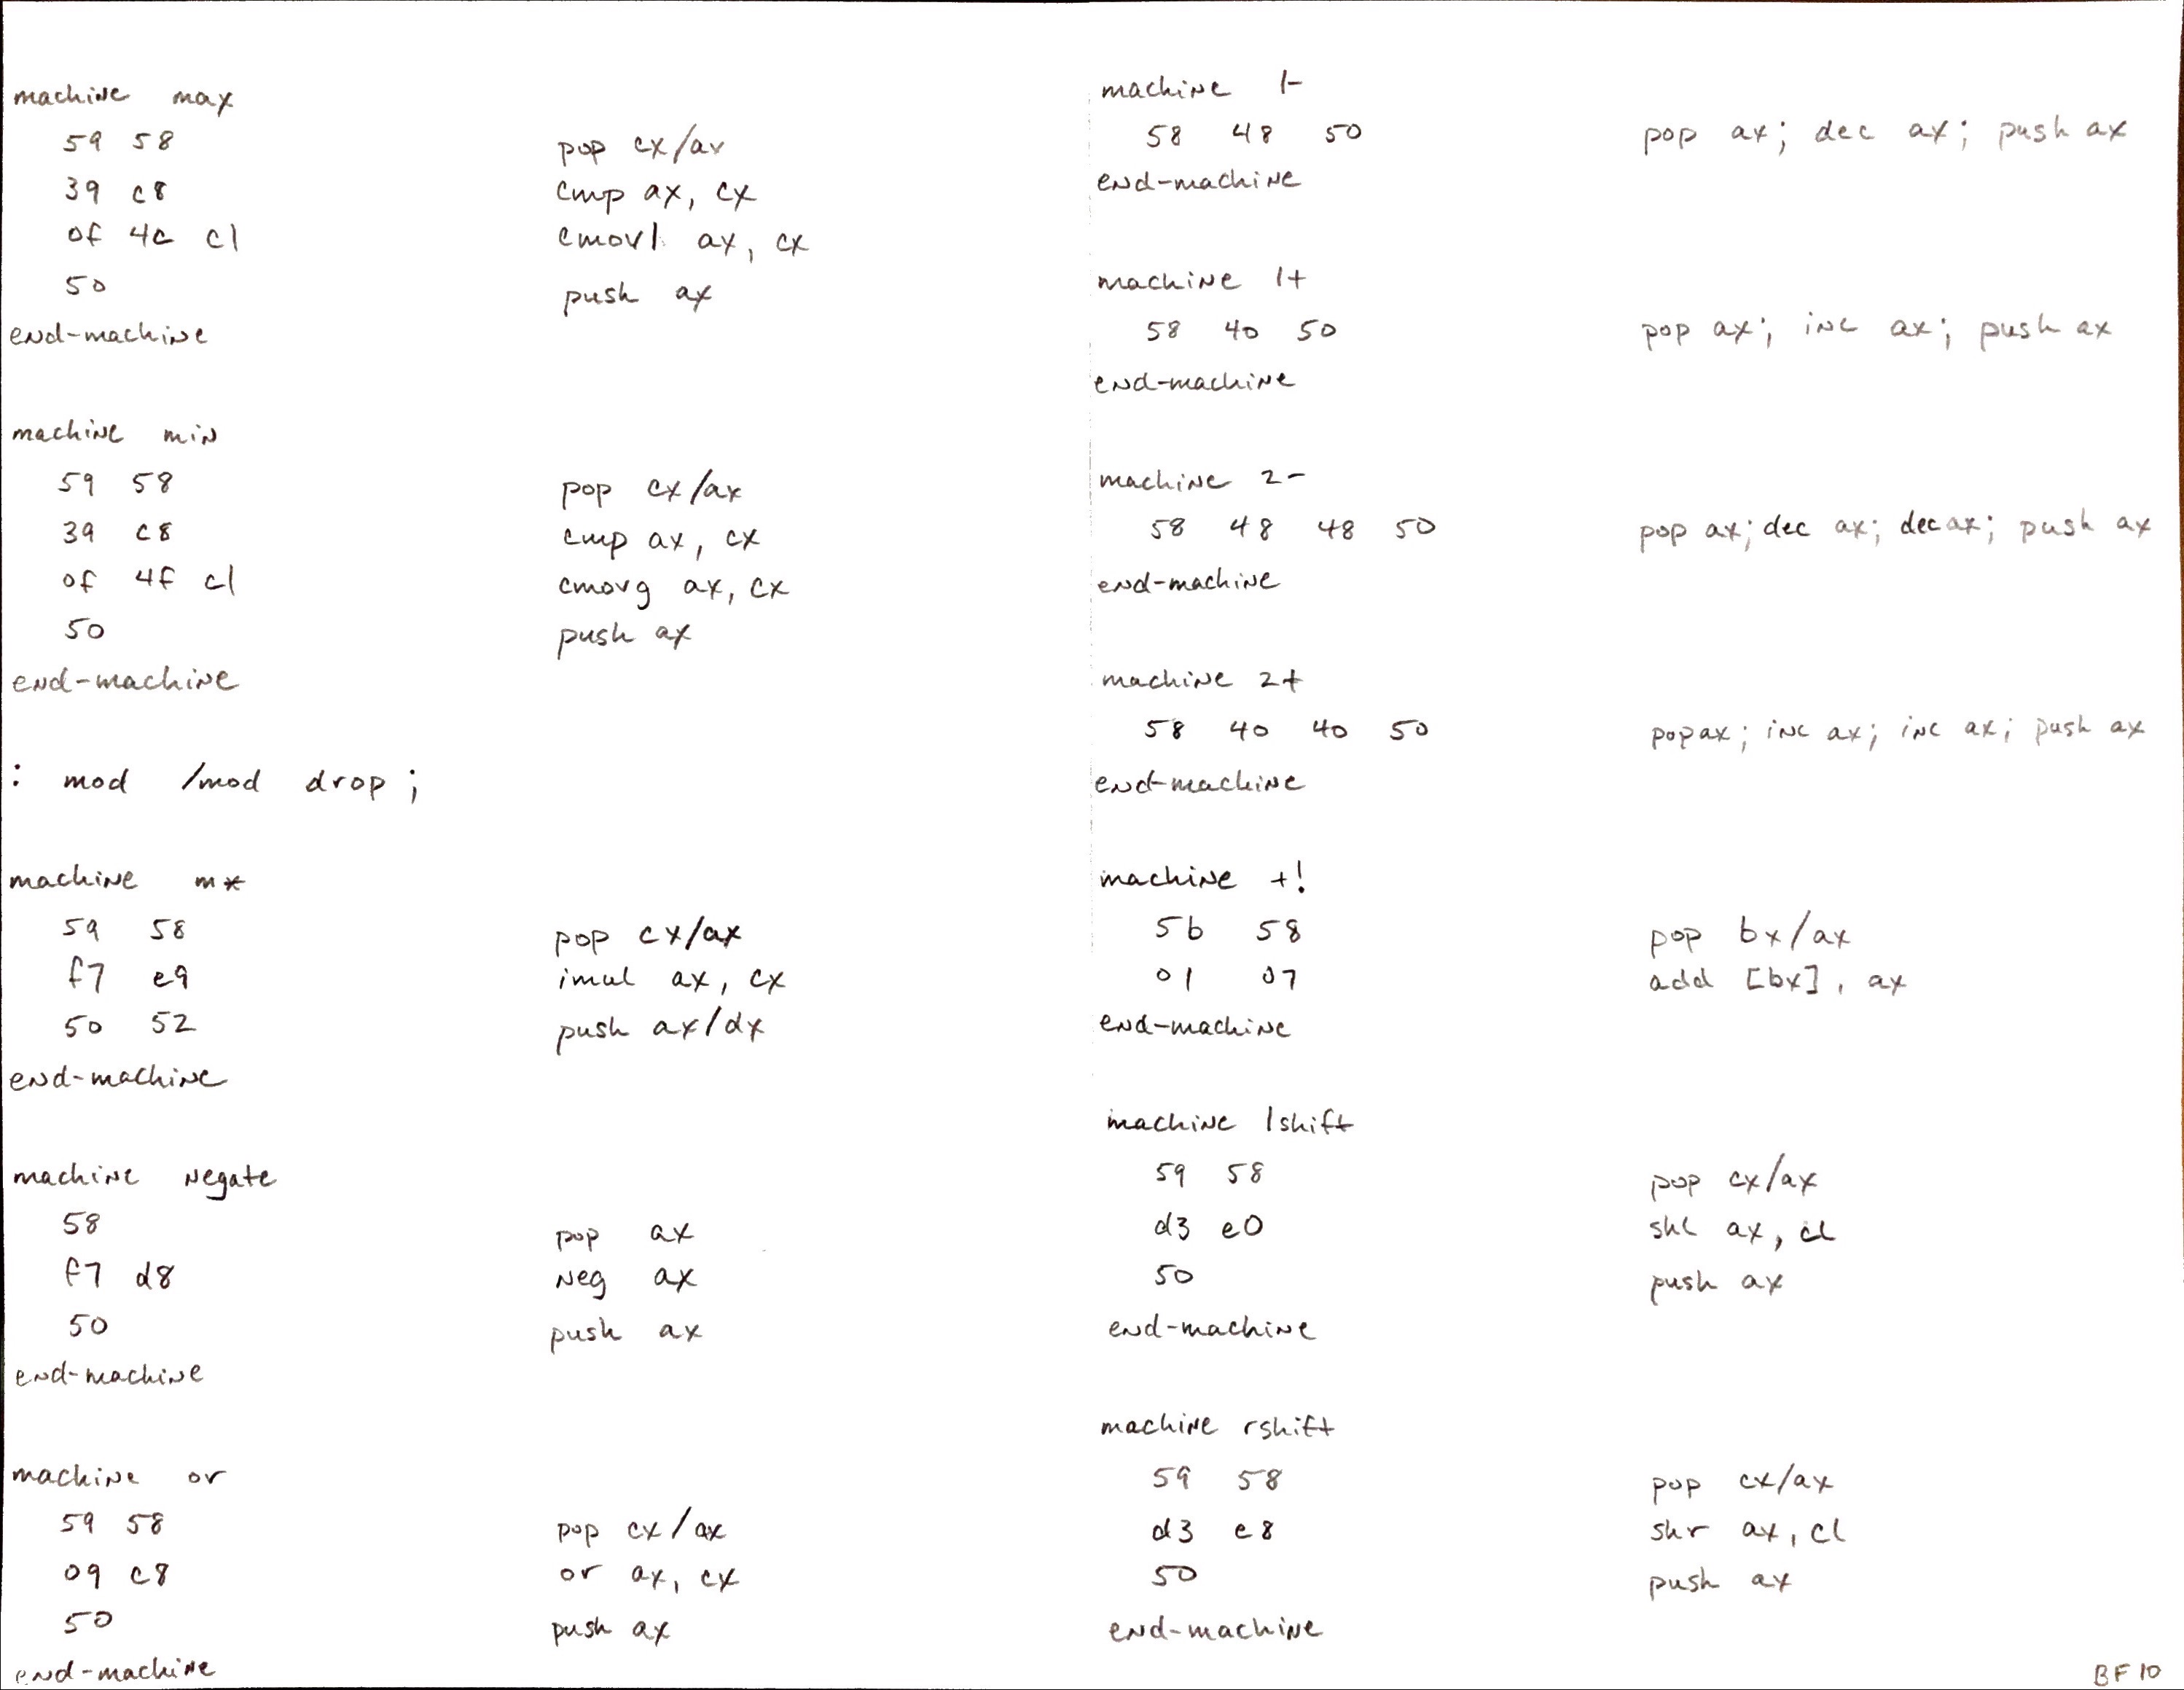 machine max
59 58 pop cx/ax
39 c8 cmp ax, cx
0f 4c c1 cmovl ax, cx
50 push ax
end-machine
machine min
59 58 pop cx/ax
39 c8 cmp ax, cx
0f 4f c1 cmovg ax, cx
50 push ax
end-machine
: mod /mod drop ;
machine m*
59 58 pop cx/ax
f7 e9 imul ax, cx
50 52 push ax/dx
end-machine
machine negate
58 pop ax
f7 d8 neg ax
50 push ax
end-machine
machine or
59 58 pop cx/ax
09 c8 or ax, cx
50 push ax
end-machine
machine 1-
58 48 50 pop ax; dec ax; push ax
end-machine
machine 1+
58 40 50 pop ax; inc ax; push ax
end-machine
machine 2-
58 48 48 50 pop ax; dec ax; dec ax; push ax
end-machine
machine 2+
58 40 40 50 pop ax; inc ax; inc ax; push ax
end-machine
machine +!
5b 58 pop bx/ax
01 07 add [bx], ax
end-machine
machine lshift
59 58 pop cx/ax
d3 e0 shl ax, cl
50 push ax
end-machine
machine rshift
59 58 pop cx/ax
d3 e8 shr ax, cl
50 push ax
end-machine
BF 10